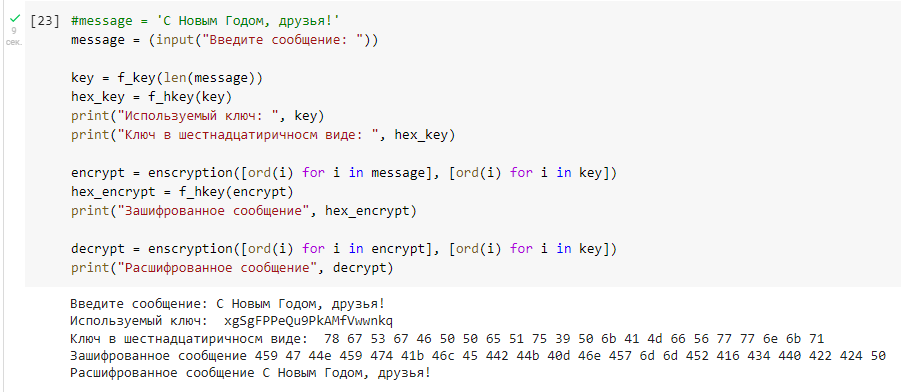 [23] #message = 'С Новым Годом, друзья!'
9
сек.
message = (input("Введите сообщение: "))
key = f_key(len(message))
hex_key = f_hkey(key)
print("Используемый ключ: ", key)
print("Ключ в шестнадцатиричносм виде: ", hex_key)
encrypt = enscryption([ord(i) for i in message], [ord(i) for i in key])
hex_encrypt = f_hkey(encrypt)
print("Зашифрованное сообщение", hex_encrypt)
decrypt = enscryption([ord(i) for i in encrypt], [ord(i) for i in key])
print("Расшифрованное сообщение", decrypt)
Введите сообщение: С Новым Годом, друзья!
Используемый ключ:  xgSgFPPeQu9PkAMfVwwnkq
Ключ в шестнадцатиричносм виде:  78 67 53 67 46 50 50 65 51 75 39 50 6b 41 4d 66 56 77 77 6e 6b 71
Зашифрованное сообщение 459 47 44e 459 474 41b 46c 45 442 44b 40d 46e 457 6d 6d 452 416 434 440 422 424 50
Расшифрованное сообщение С Новым Годом, друзья!